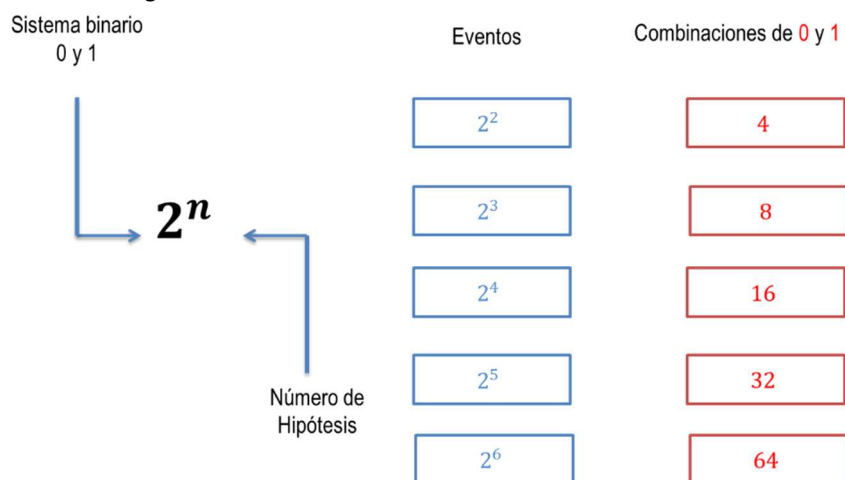 Sistema binario
0 y 1
Eventos
Combinaciones de 0 y 1
2²
4
2³
8
2ⁿ
2⁴
16
2⁵
32
Número de
Hipótesis
2⁶
64